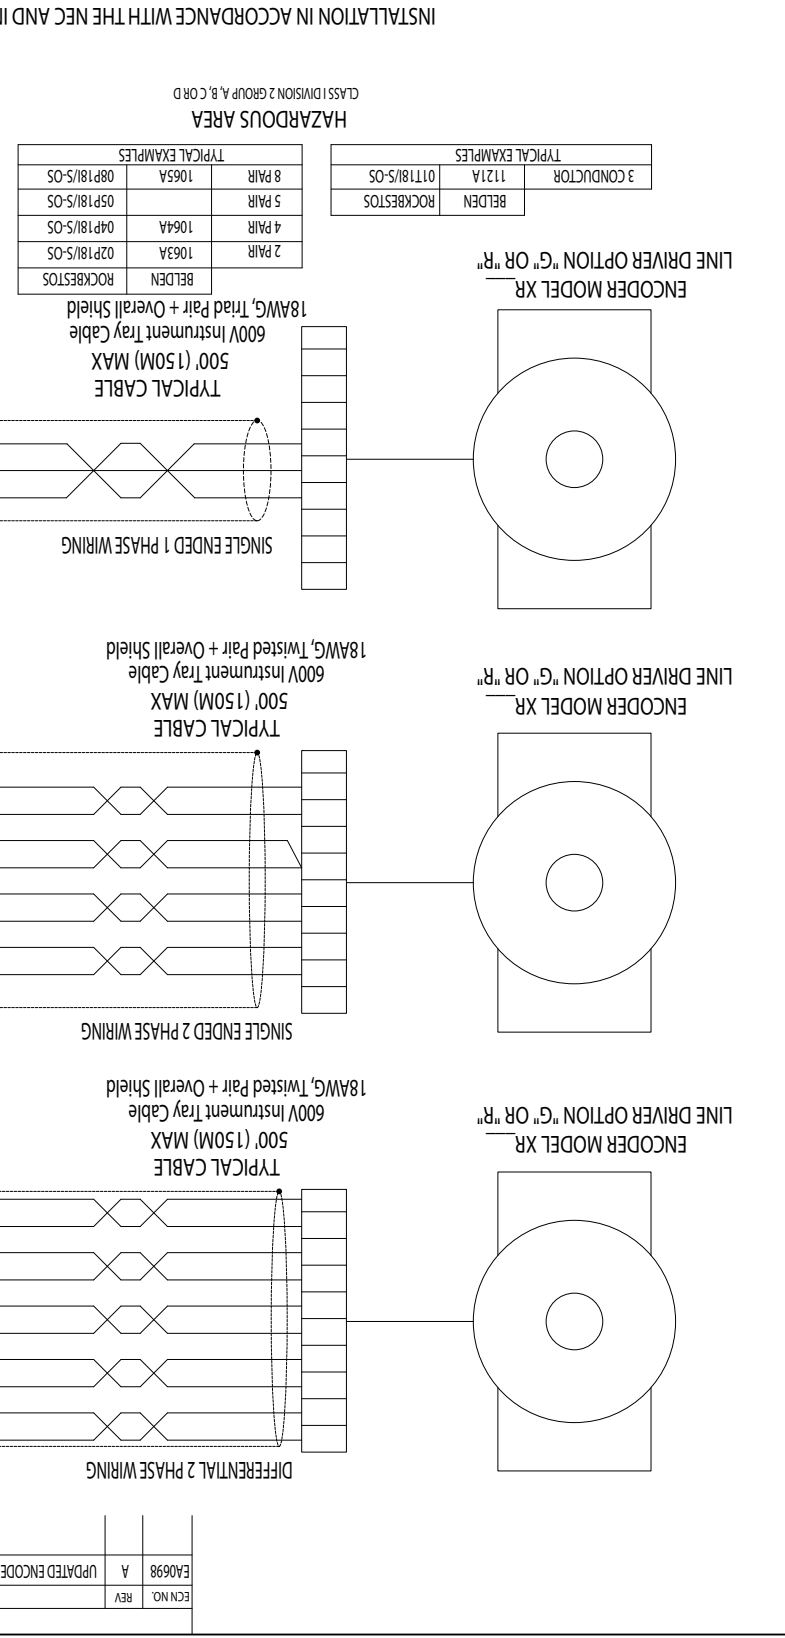 ECN NO. REV
EA0698 A UPDATED ENCODE
DIFFERENTIAL 2 PHASE WIRING
ENCODER MODEL XR___
LINE DRIVER OPTION "G" OR "R"
TYPICAL CABLE
500' (150M) MAX
600V Instrument Tray Cable
18AWG, Twisted Pair + Overall Shield
SINGLE ENDED 2 PHASE WIRING
ENCODER MODEL XR___
LINE DRIVER OPTION "G" OR "R"
TYPICAL CABLE
500' (150M) MAX
600V Instrument Tray Cable
18AWG, Twisted Pair + Overall Shield
SINGLE ENDED 1 PHASE WIRING
TYPICAL CABLE
500' (150M) MAX
600V Instrument Tray Cable
18AWG, Triad Pair + Overall Shield
ENCODER MODEL XR___
LINE DRIVER OPTION "G" OR "R"
BELDEN ROCKBESTOS
3 CONDUCTOR 1121A 01T18I/S-OS
TYPICAL EXAMPLES
BELDEN ROCKBESTOS
2 PAIR 1063A 02P18I/S-OS
4 PAIR 1064A 04P18I/S-OS
5 PAIR 05P18I/S-OS
8 PAIR 1065A 08P18I/S-OS
TYPICAL EXAMPLES
HAZARDOUS AREA
CLASS I DIVISION 2 GROUP A, B, C OR D
INSTALLATION IN ACCORDANCE WITH THE NEC AND IN